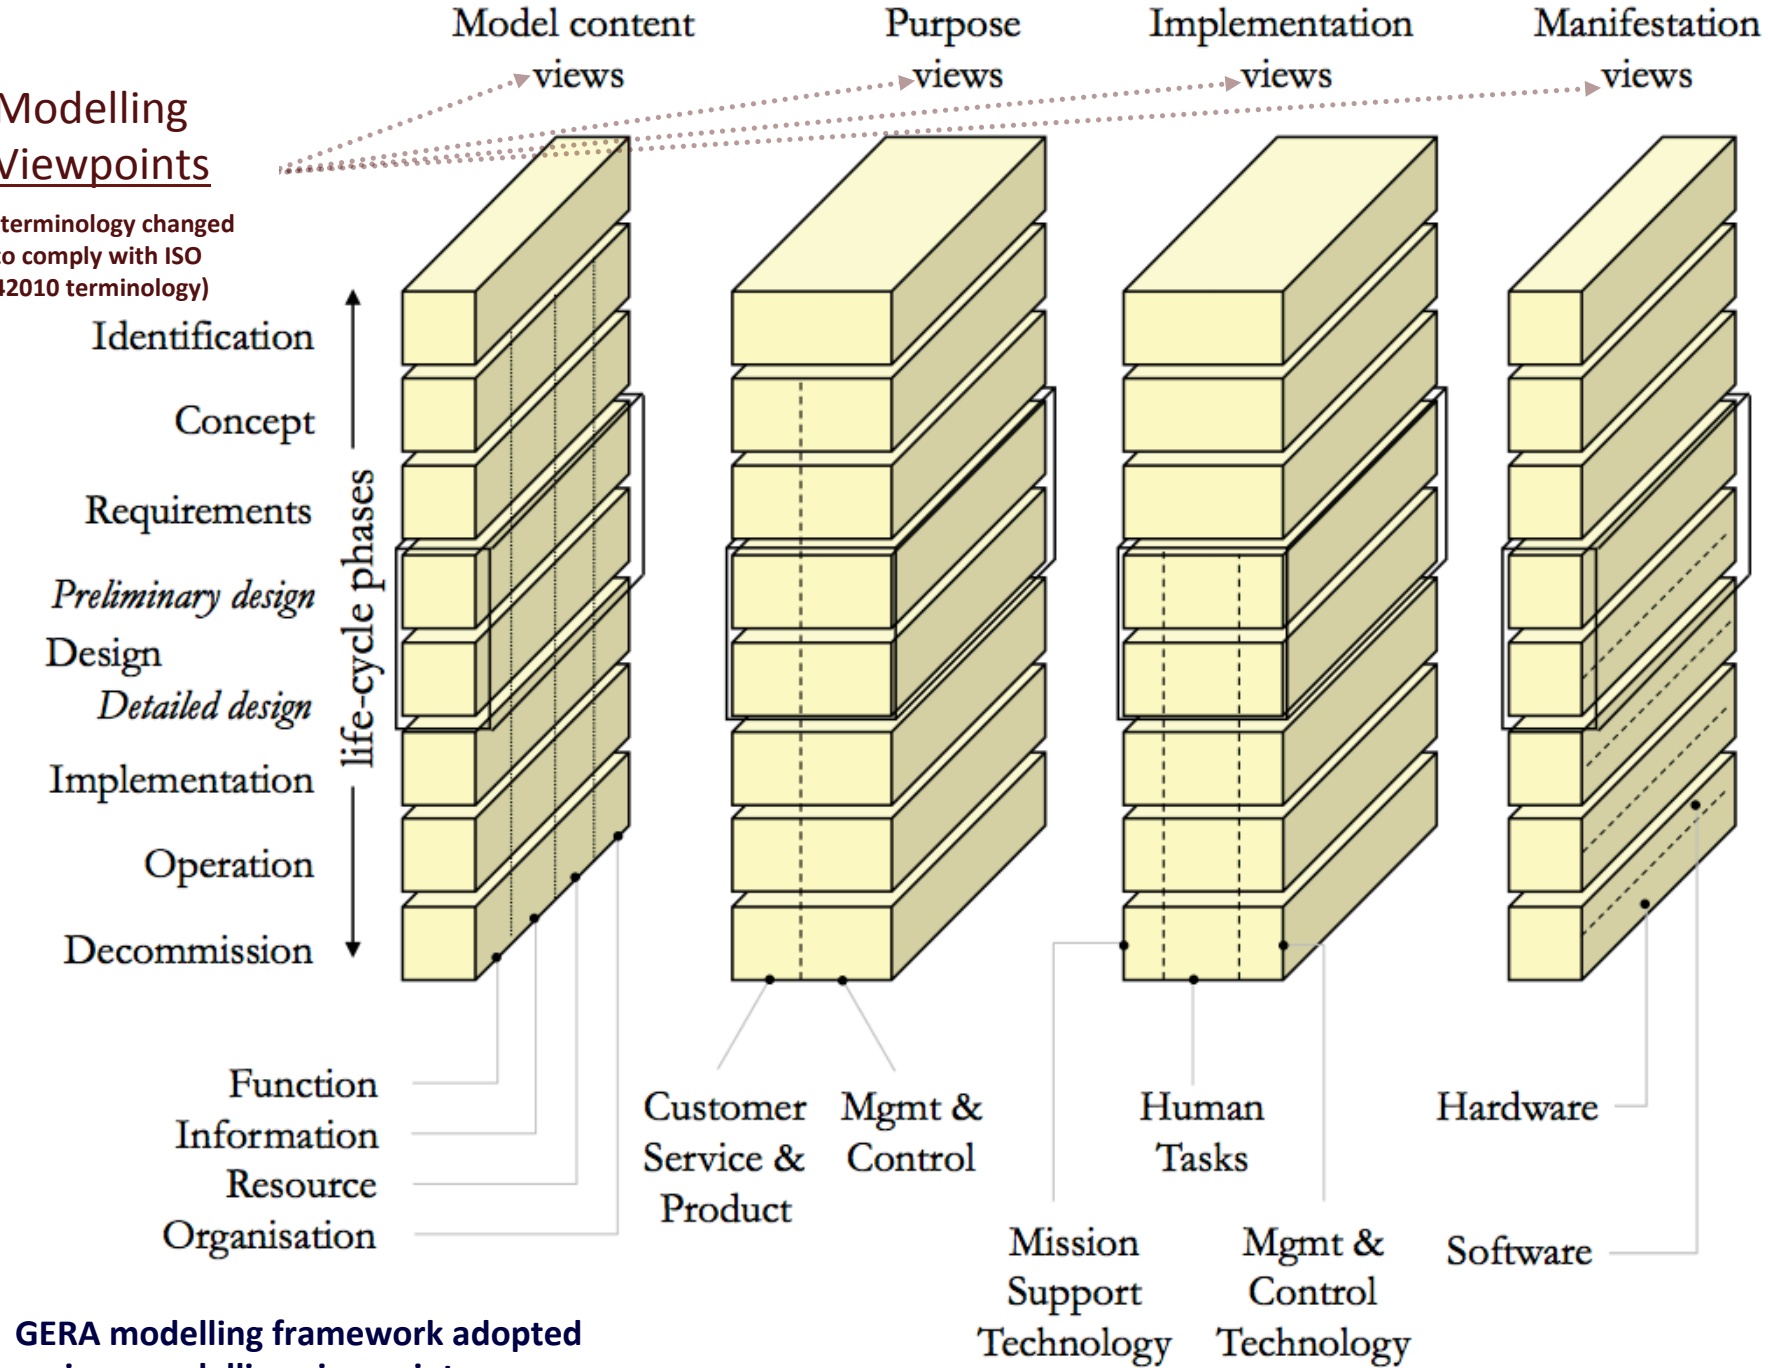 Model content
views
Purpose
views
Implementation
views
Manifestation
views
Modelling
Viewpoints
terminology changed
to comply with ISO
42010 terminology)
Identification
Concept
Requirements
Preliminary design
Design
Detailed design
Implementation
Operation
Decommission
life-cycle phases
Function
Information
Resource
Organisation
Customer
Service &
Product
Mgmt &
Control
Human
Tasks
Mission
Support
Technology
Mgmt &
Control
Technology
Hardware
Software
GERA modelling framework adopted